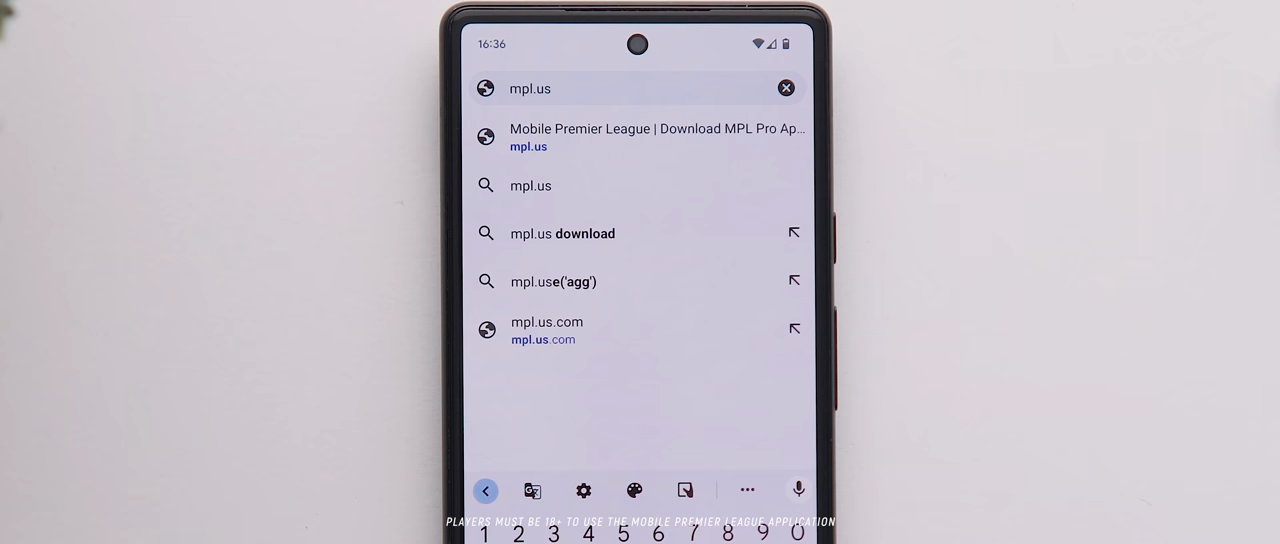 16:36
mpl.us
Mobile Premier League | Download MPL Pro Ap...
mpl.us
mpl.us
mpl.us download
mpl.use('agg')
mpl.us.com
mpl.us.com
PLAYERS MUST BE 18+ TO USE THE MOBILE PREMIER LEAGUE APPLICATION
1 2 3 4 5 6 7 8 9 0